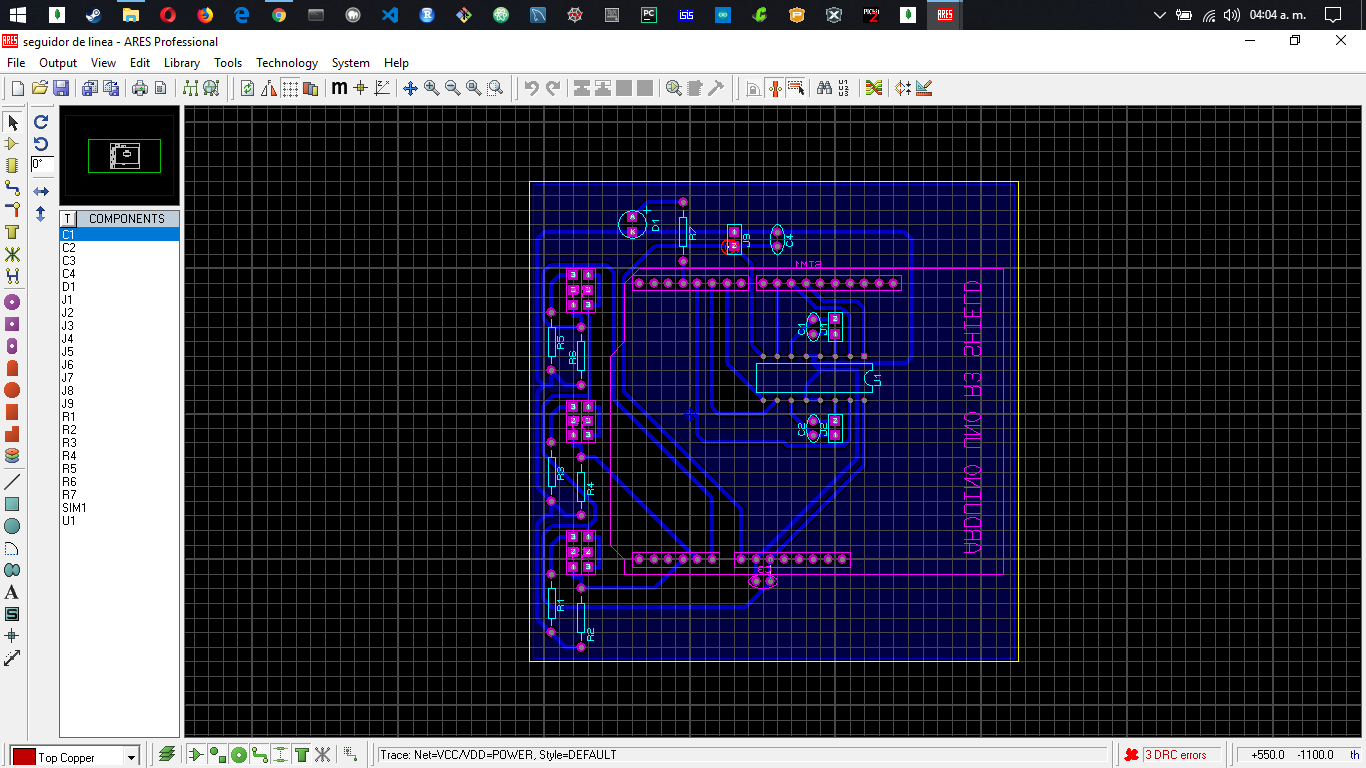 PC
ISIS
ARES
04:04 a. m.
seguidor de linea - ARES Professional
File Output View Edit Library Tools Technology System Help
0°
T COMPONENTS
C1
C2
C3
C4
D1
J1
J2
J3
J4
J5
J6
J7
J8
J9
R1
R2
R3
R4
R5
R6
R7
SIM1
U1
A
K
D1
C4
SIM1
R5
R6
C1
J1
U1
C2
J2
R3
R4
R1
R2
ARDUINO UNO R3 SHIELD
Top Copper
Trace: Net=VCC/VDD=POWER, Style=DEFAULT
3 DRC errors
+550.0 -1100.0 th